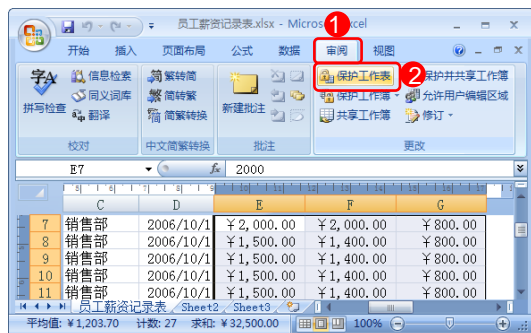 员工薪资记录表.xlsx - Microsoft Excel
1
开始 插入 页面布局 公式 数据 审阅 视图
字A 拼写检查
信息检索
同义词库
翻译
校对
简 繁转简
繁 简转繁
简 简繁转换
中文简繁转换
新建批注
批注
保护工作表 2 保护并共享工作簿
保护工作簿 允许用户编辑区域
共享工作簿 修订
更改
E7 fx 2000
C D E F G
7 销售部 2006/10/1 ¥2,000.00 ¥2,000.00 ¥800.00
8 销售部 2006/10/1 ¥1,500.00 ¥1,400.00 ¥800.00
9 销售部 2006/10/1 ¥1,500.00 ¥1,400.00 ¥800.00
10 销售部 2006/10/1 ¥1,500.00 ¥1,400.00 ¥800.00
11 销售部 2006/10/1 ¥1,500.00 ¥1,400.00 ¥800.00
员工薪资记录表 Sheet2 Sheet3
平均值: ¥1,203.70 计数: 27 求和: ¥32,500.00 100%